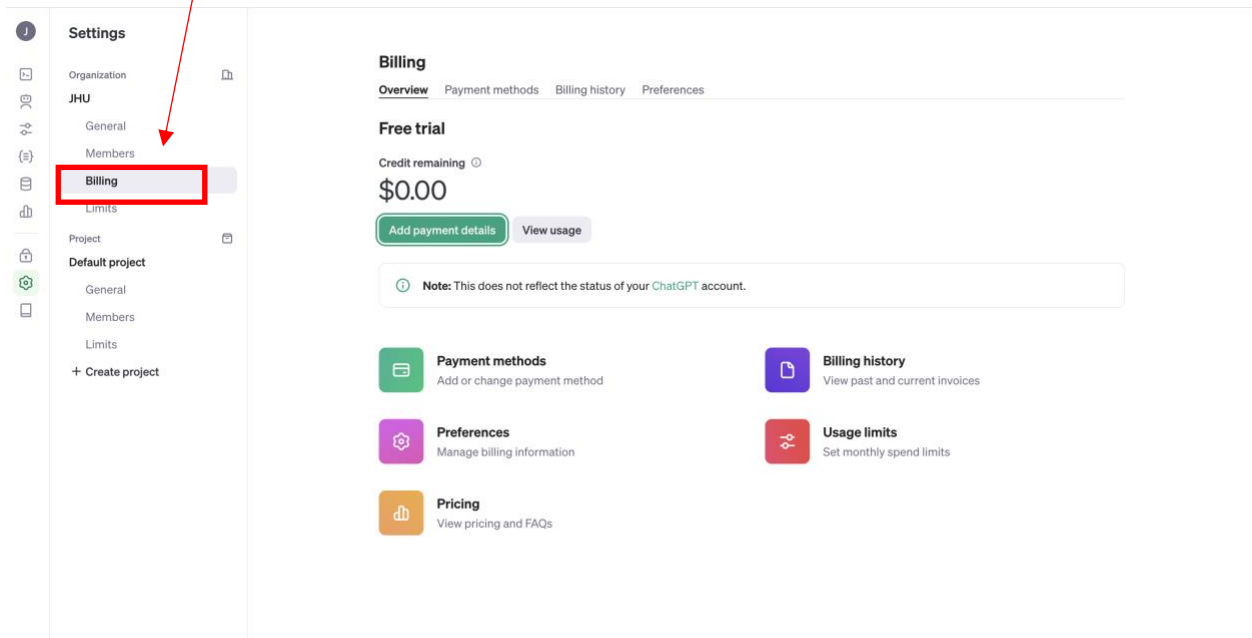 J
Settings
Organization
JHU
General
Members
Billing
Limits
Project
Default project
General
Members
Limits
+ Create project
Billing
Overview Payment methods Billing history Preferences
Free trial
Credit remaining
$0.00
Add payment details View usage
Note: This does not reflect the status of your ChatGPT account.
Payment methods
Add or change payment method
Billing history
View past and current invoices
Preferences
Manage billing information
Usage limits
Set monthly spend limits
Pricing
View pricing and FAQs